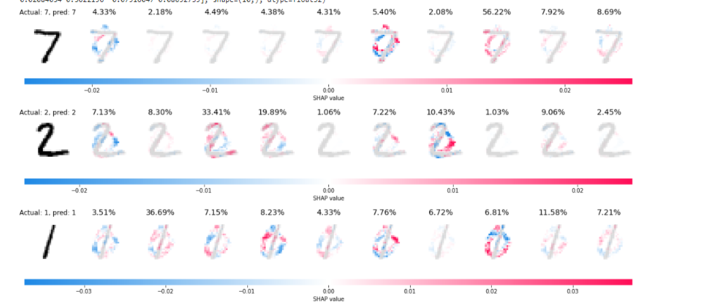 Actual: 7, pred: 7 4.33% 2.18% 4.49% 4.38% 4.31% 5.40% 2.08% 56.22% 7.92% 8.69%
7
−0.02 −0.01 0.00 0.01 0.02
SHAP value
Actual: 2, pred: 2 7.13% 8.30% 33.41% 19.89% 1.06% 7.22% 10.43% 1.03% 9.06% 2.45%
2
−0.02 −0.01 0.00 0.01 0.02
SHAP value
Actual: 1, pred: 1 3.51% 36.69% 7.15% 8.23% 4.33% 7.76% 6.72% 6.81% 11.58% 7.21%
1
−0.03 −0.02 −0.01 0.00 0.01 0.02 0.03
SHAP value